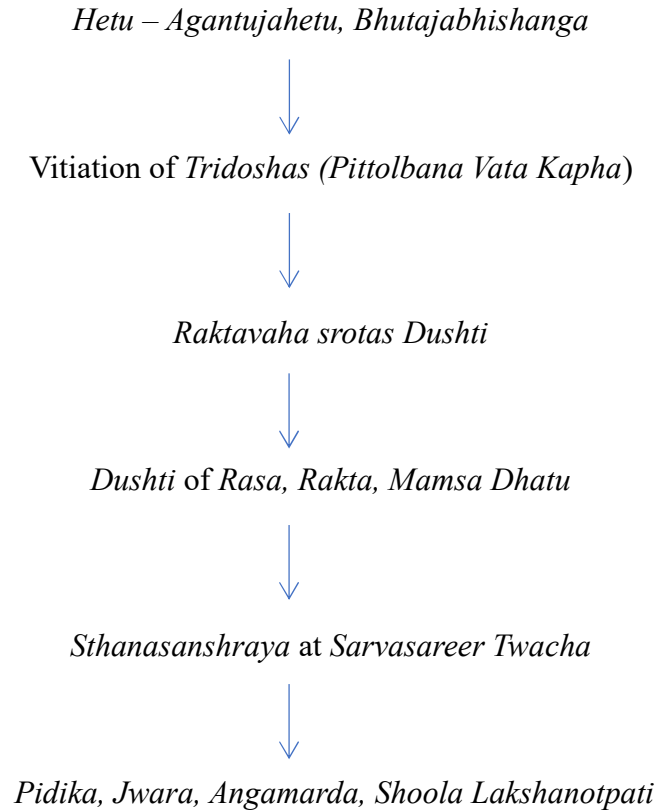 Hetu – Agantujahetu, Bhutajabhishanga
Vitiation of Tridoshas (Pittolbana Vata Kapha)
Raktavaha srotas Dushti
Dushti of Rasa, Rakta, Mamsa Dhatu
Sthanasanshraya at Sarvasareer Twacha
Pidika, Jwara, Angamarda, Shoola Lakshanotpati